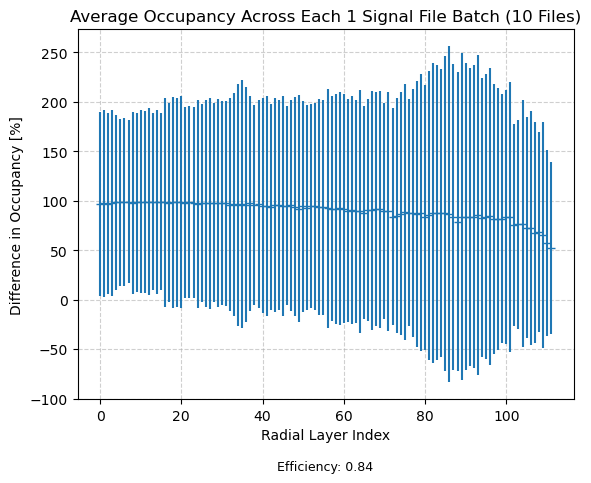 Average Occupancy Across Each 1 Signal File Batch (10 Files)
Difference in Occupancy [%]
250
200
150
100
50
0
−50
−100
0 20 40 60 80 100
Radial Layer Index
Efficiency: 0.84